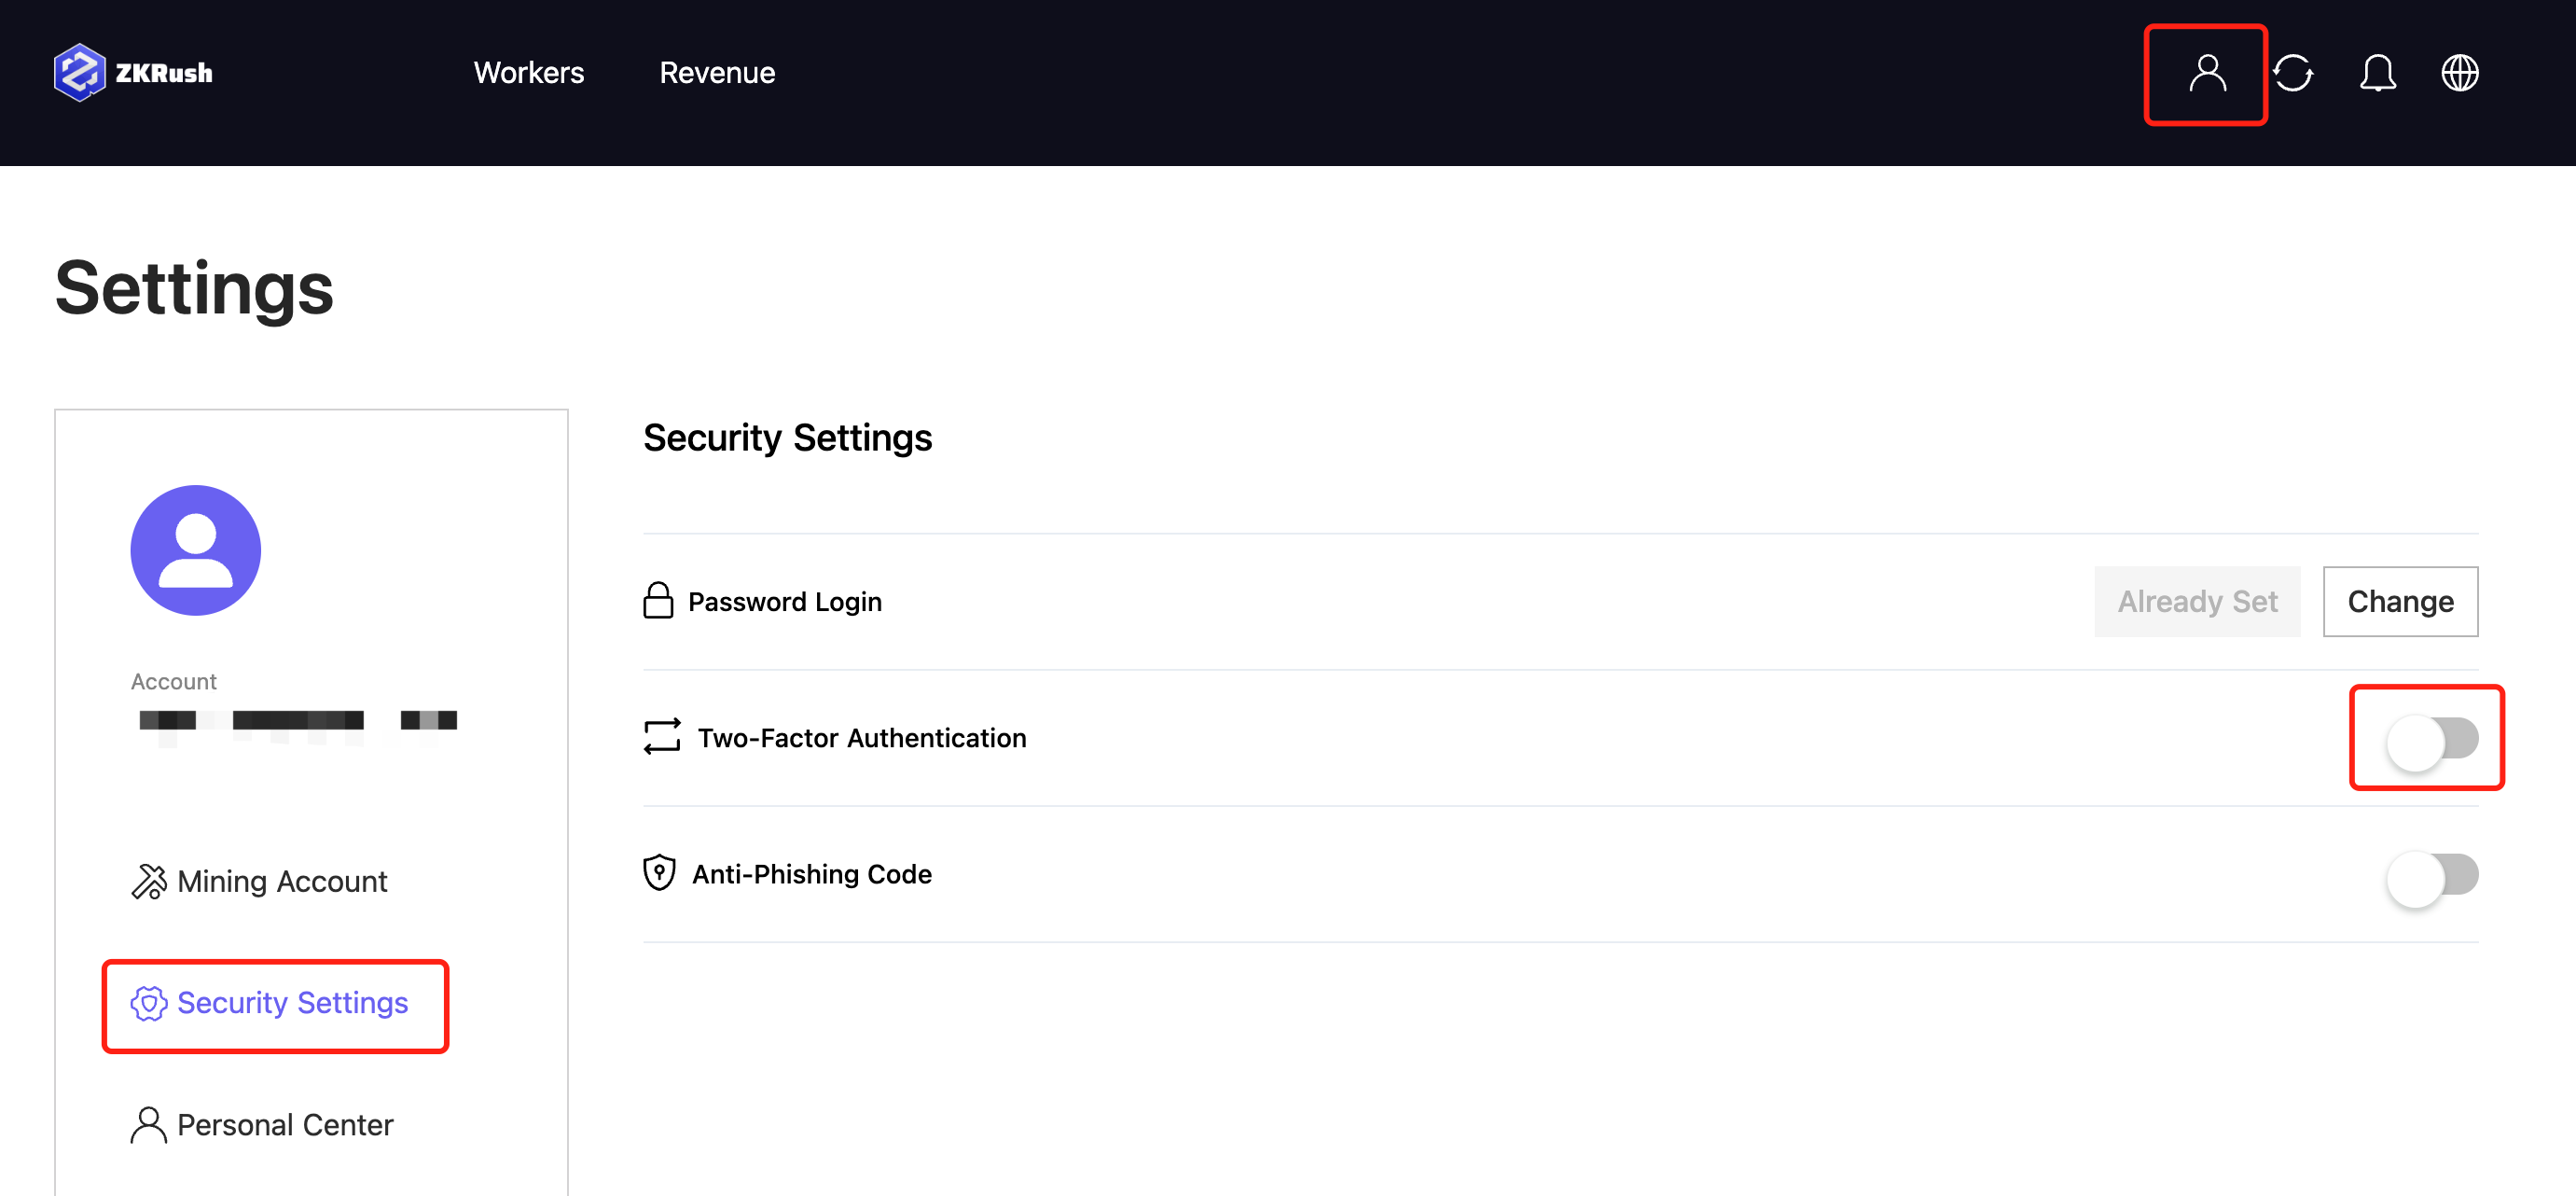 ZKRush
Workers
Revenue
Settings
Account
Mining Account
Security Settings
Personal Center
Security Settings
Password Login
Already Set
Change
Two-Factor Authentication
Anti-Phishing Code